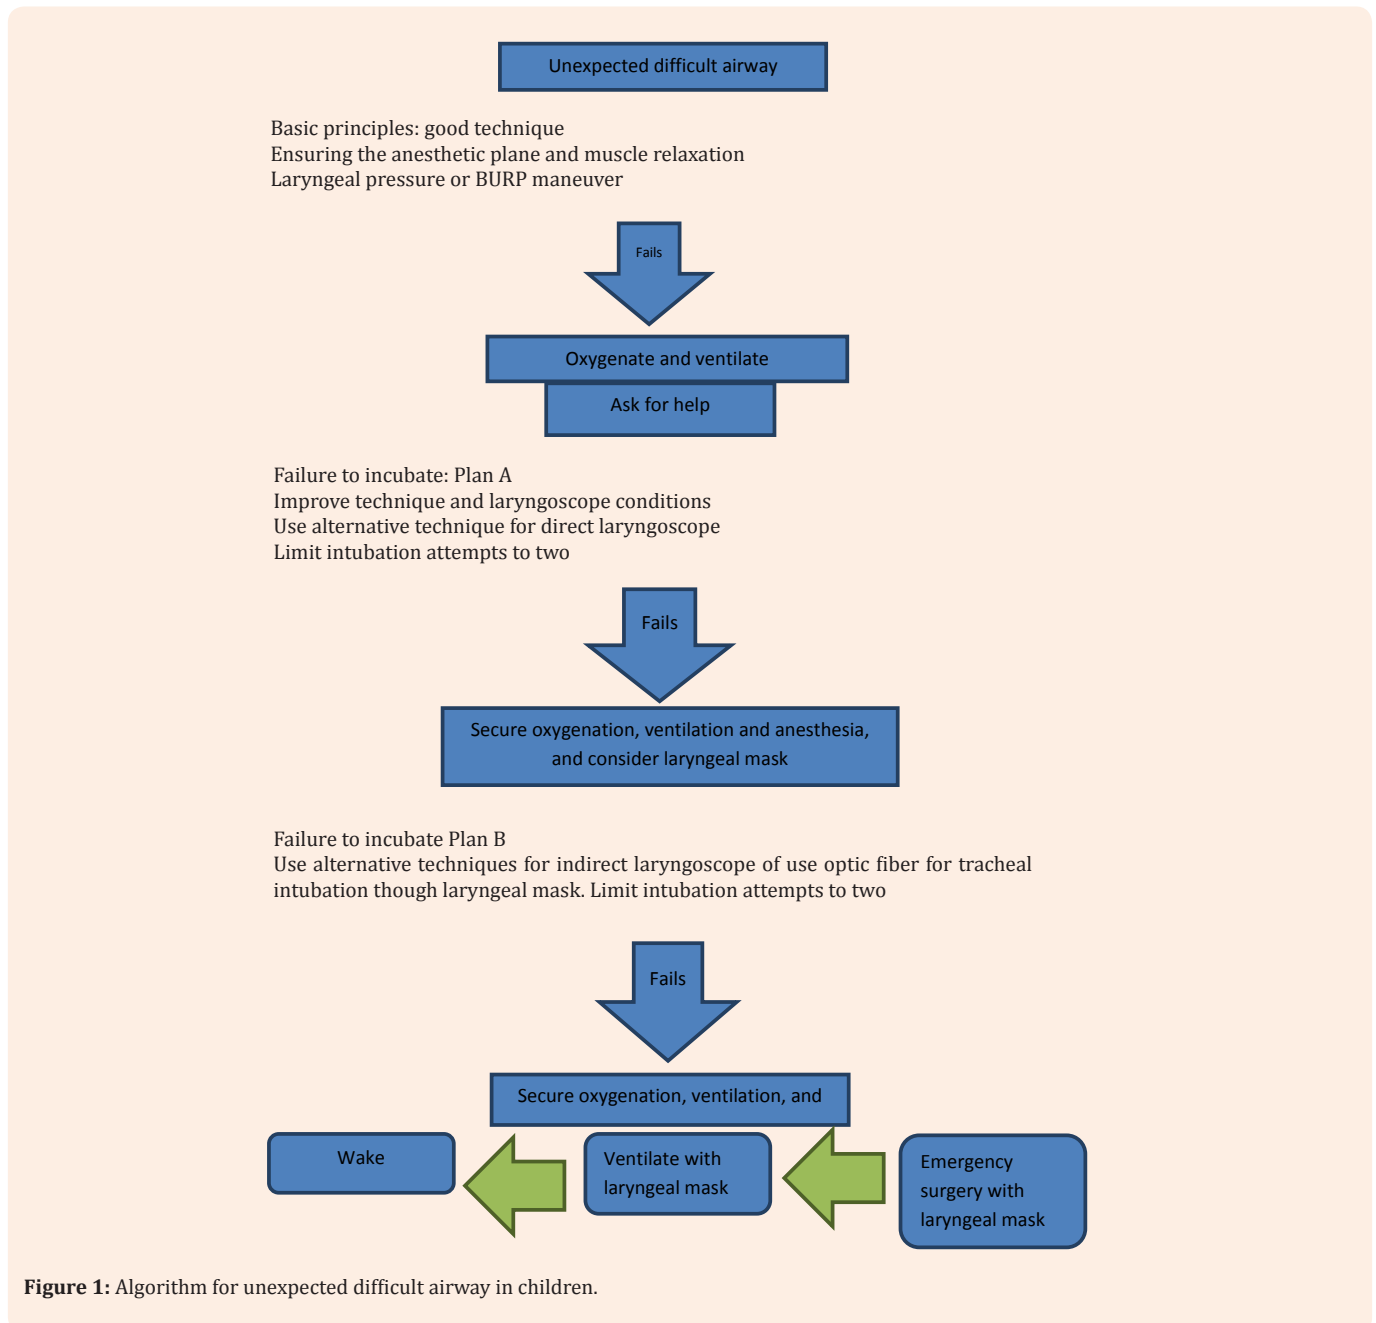 Unexpected difficult airway
Basic principles: good technique
Ensuring the anesthetic plane and muscle relaxation
Laryngeal pressure or BURP maneuver
Fails
Oxygenate and ventilate
Ask for help
Failure to incubate: Plan A
Improve technique and laryngoscope conditions
Use alternative technique for direct laryngoscope
Limit intubation attempts to two
Fails
Secure oxygenation, ventilation and anesthesia,
and consider laryngeal mask
Failure to incubate Plan B
Use alternative techniques for indirect laryngoscope of use optic fiber for tracheal
intubation though laryngeal mask. Limit intubation attempts to two
Fails
Secure oxygenation, ventilation, and
Wake
Ventilate with
laryngeal mask
Emergency
surgery with
laryngeal mask
Figure 1: Algorithm for unexpected difficult airway in children.